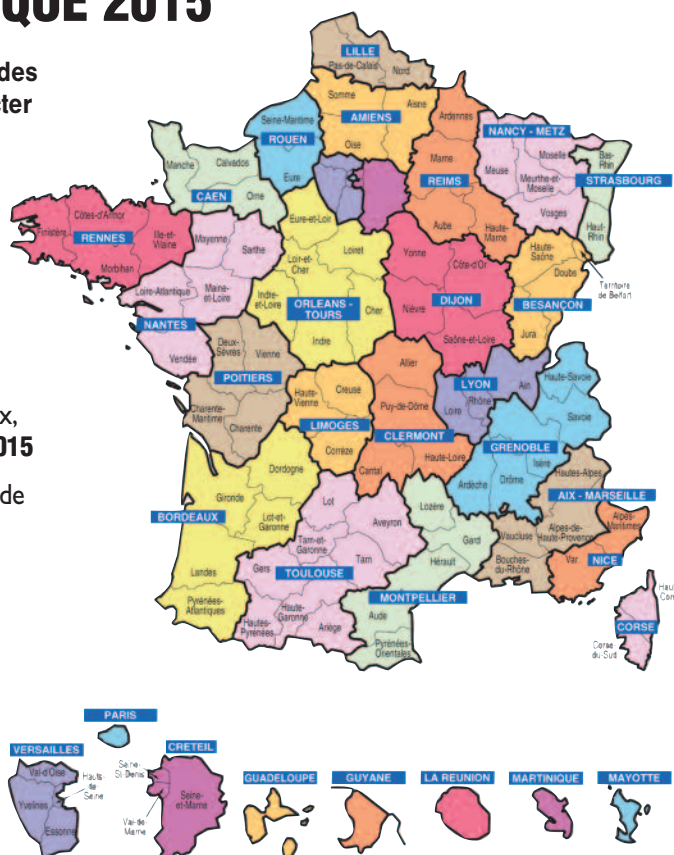 QUE 2015
des
ter
LILLE
Pas-de-Calais
Nord
Somme
Aisne
AMIENS
Oise
Seine-Maritime
ROUEN
Eure
Ardennes
Marne
REIMS
Aube
Haute-
Marne
NANCY - METZ
Moselle
Meuse
Meurthe-et-
Moselle
Vosges
Bas-
Rhin
STRASBOURG
Haut-
Rhin
Manche
Calvados
CAEN
Orne
Côtes-d'Armor
Finistère
RENNES
Ille-et-
Vilaine
Morbihan
Mayenne
Sarthe
Loire-Atlantique
Maine-
et-Loire
NANTES
Vendée
Eure-et-Loir
Loiret
Loir-et-
Cher
Indre-
et-Loire
ORLEANS -
TOURS
Cher
Indre
Yonne
Côte-d'Or
Nièvre
DIJON
Saône-et-Loire
Haute-
Saône
Doubs
Territoire
de Belfort
BESANÇON
Jura
Deux-
Sèvres
Vienne
POITIERS
Charente-
Maritime
Charente
Haute-
Vienne
Creuse
LIMOGES
Corrèze
Allier
Puy-de-Dôme
CLERMONT
Cantal
Haute-Loire
LYON
Ain
Rhône
Loire
Haute-Savoie
Savoie
GRENOBLE
Isère
Ardèche
Drôme
x,
015
de
Dordogne
Gironde
BORDEAUX
Lot-et-
Garonne
Landes
Pyrénées-
Atlantiques
Lot
Aveyron
Tarn-et-
Garonne
Tarn
Gers
TOULOUSE
Haute-
Garonne
Hautes-
Pyrénées
Ariège
Lozère
Gard
Hérault
MONTPELLIER
Aude
Pyrénées-
Orientales
Hautes-Alpes
AIX - MARSEILLE
Vaucluse
Alpes-de-
Haute-Provence
Bouches-
du-Rhône
Alpes-
Maritimes
Var
NICE
Hau
Cor
CORSE
Corse-
du-Sud
PARIS
VERSAILLES
Val-d'Oise
Hauts-
de
Seine
Yvelines
Essonne
CRETEIL
Seine-
St-Denis
Seine-
et-Marne
Val-de-
Marne
GUADELOUPE
GUYANE
LA REUNION
MARTINIQUE
MAYOTTE